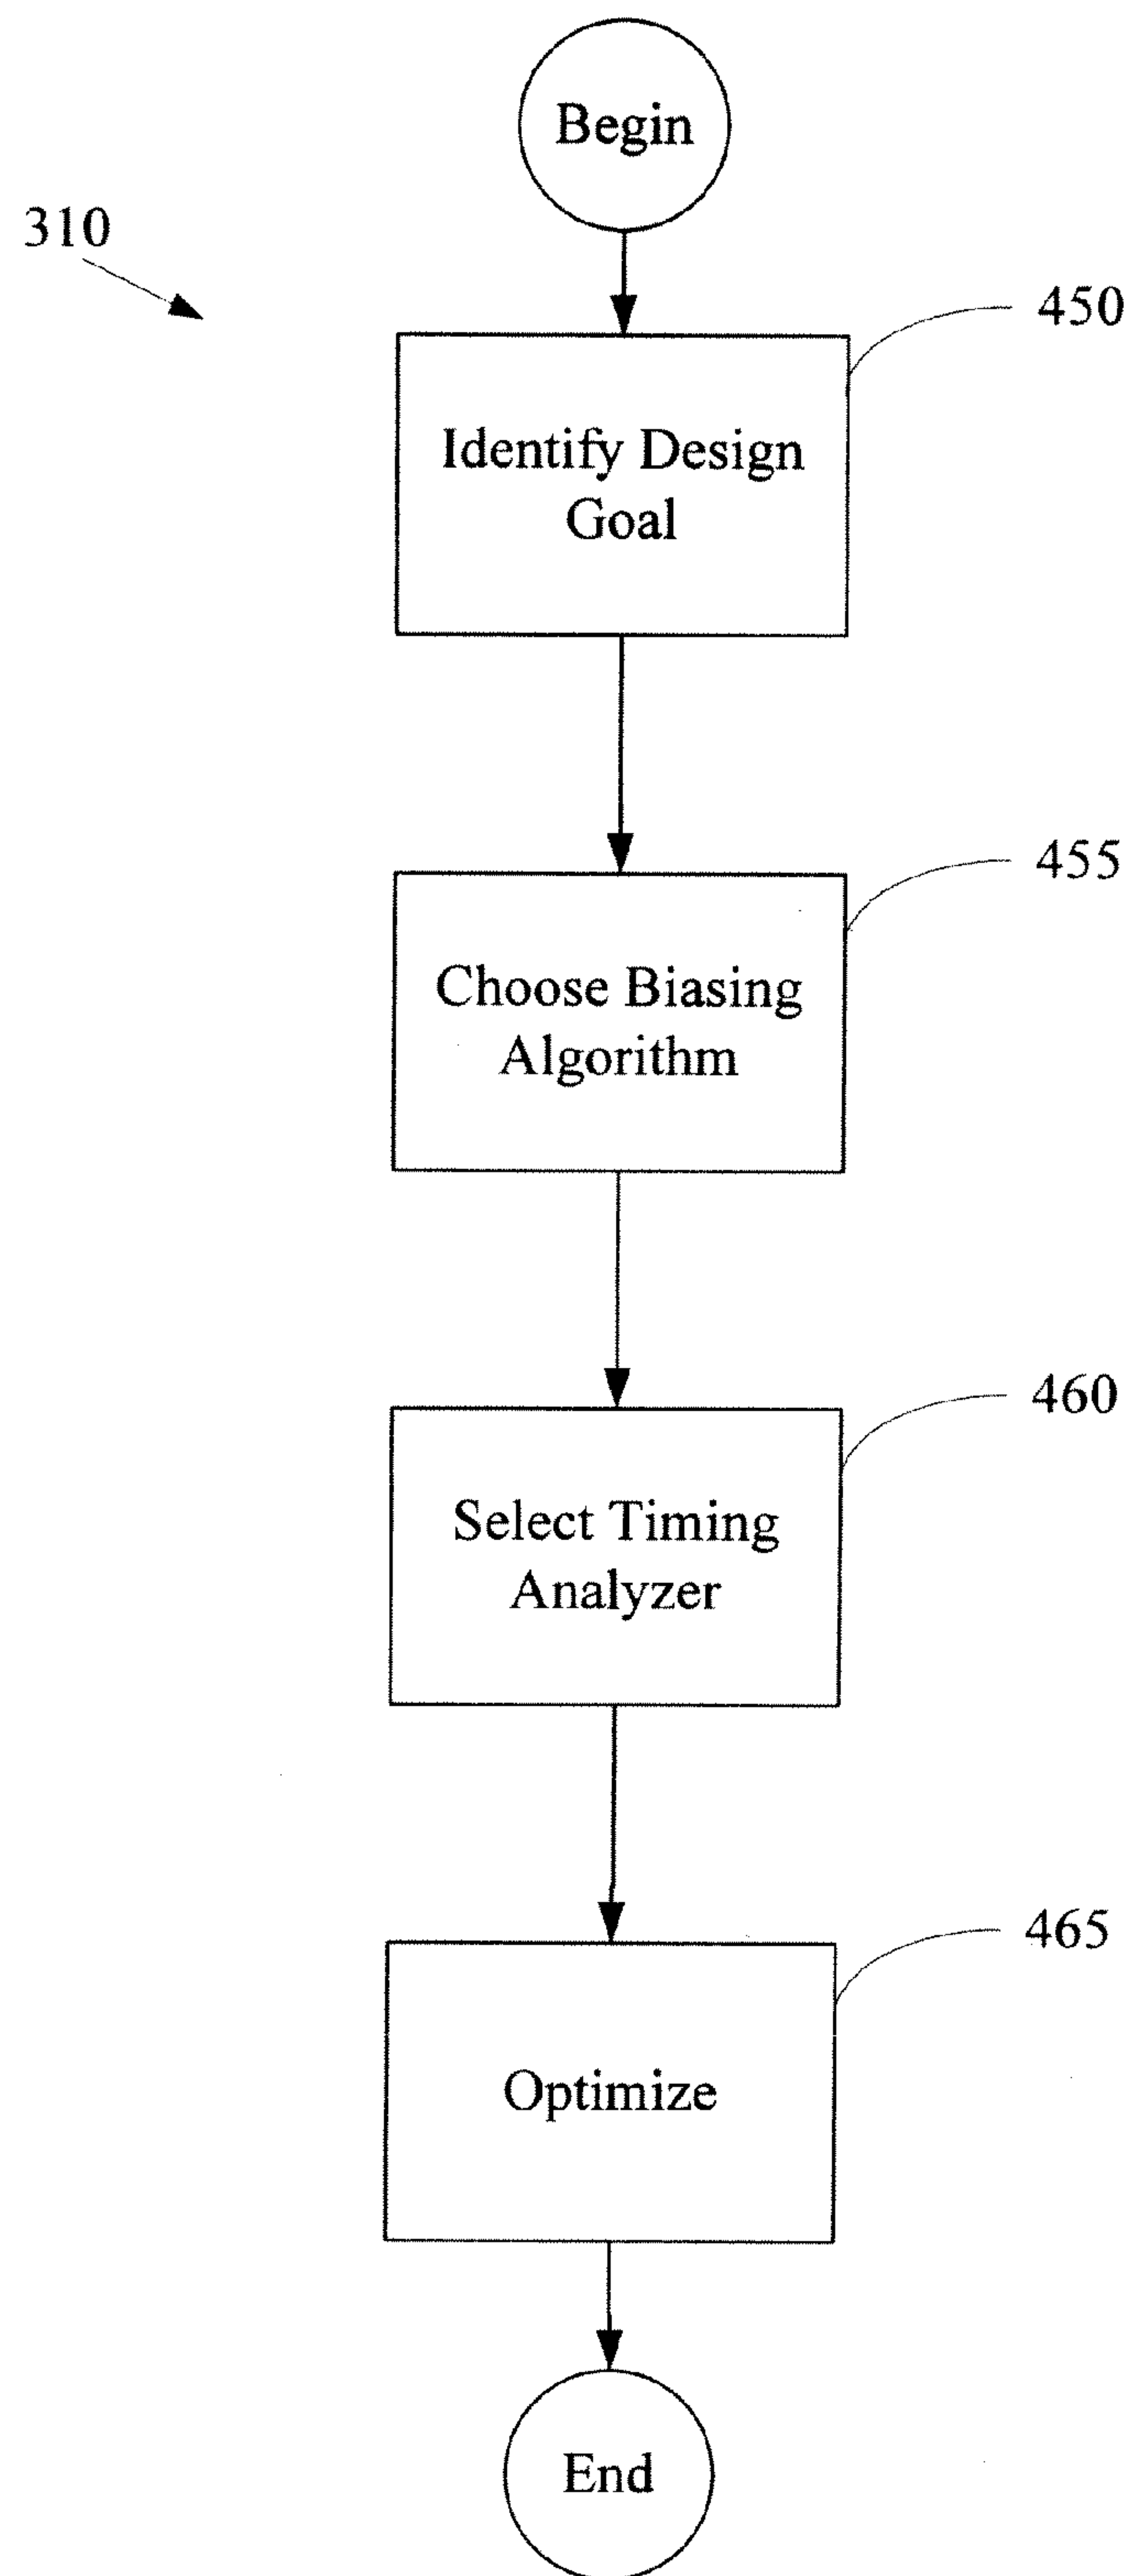 Begin
310
450
Identify Design
Goal
455
Choose Biasing
Algorithm
460
Select Timing
Analyzer
465
Optimize
End